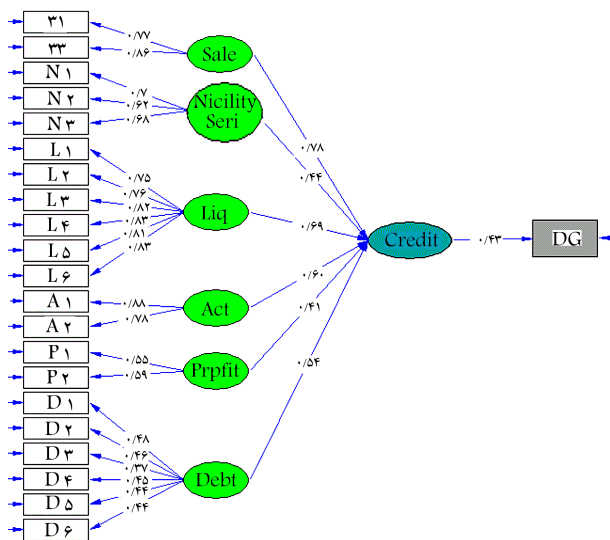 ۳۱
۳۳
N ۱
N ۲
N ۳
L ۱
L ۲
L ۳
L ۴
L ۵
L ۶
A ۱
A ۲
P ۱
P ۲
D ۱
D ۲
D ۳
D ۴
D ۵
D ۶
۰/۷۷
۰/۸۶
۰/۷
۰/۶۲
۰/۶۸
۰/۷۵
۰/۷۶
۰/۸۲
۰/۸۳
۰/۸۱
۰/۸۳
۰/۸۸
۰/۷۸
۰/۵۵
۰/۵۹
۰/۴۸
۰/۴۶
۰/۳۷
۰/۴۵
۰/۴۴
۰/۴۴
Sale
Nicility
Seri
Liq
Act
Prpfit
Debt
۰/۷۸
۰/۴۴
۰/۶۹
۰/۶۰
۰/۴۱
۰/۵۴
Credit
۰/۴۳
DG